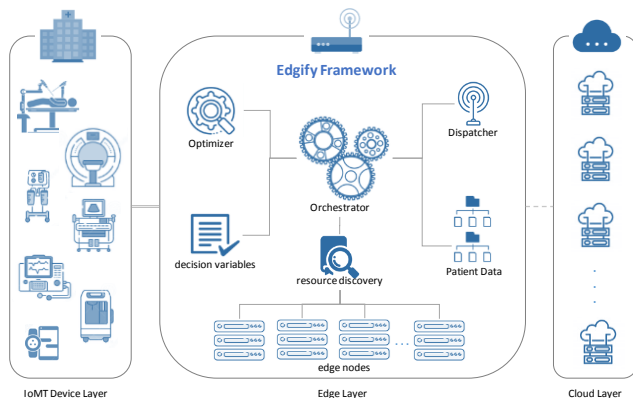 Edgify Framework
Optimizer
Dispatcher
Orchestrator
decision variables
Patient Data
resource discovery
edge nodes
IoMT Device Layer
Edge Layer
Cloud Layer